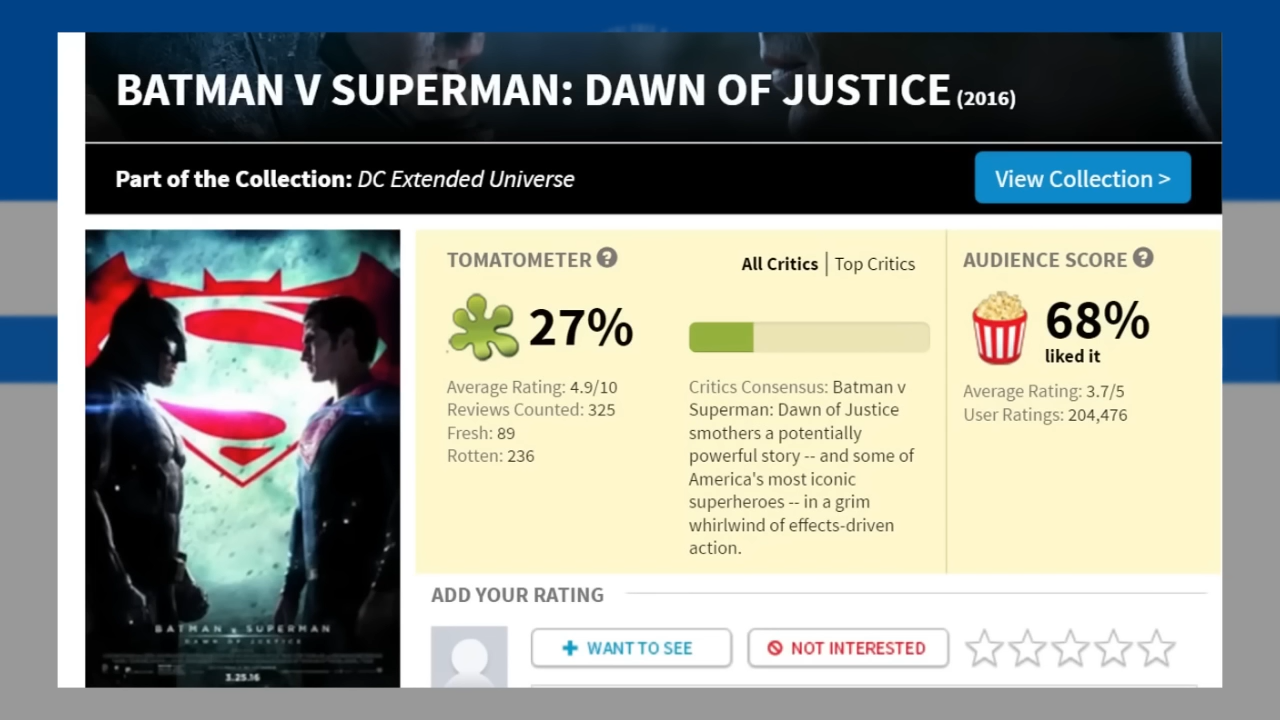 BATMAN V SUPERMAN: DAWN OF JUSTICE (2016)
Part of the Collection: DC Extended Universe
View Collection >
TOMATOMETER ?
All Critics | Top Critics
27%
Average Rating: 4.9/10
Reviews Counted: 325
Fresh: 89
Rotten: 236
Critics Consensus: Batman v
Superman: Dawn of Justice
smothers a potentially
powerful story -- and some of
America's most iconic
superheroes -- in a grim
whirlwind of effects-driven
action.
AUDIENCE SCORE ?
68%
liked it
Average Rating: 3.7/5
User Ratings: 204,476
BATMAN v SUPERMAN
DAWN OF JUSTICE
3.25.16
ADD YOUR RATING
WANT TO SEE
NOT INTERESTED